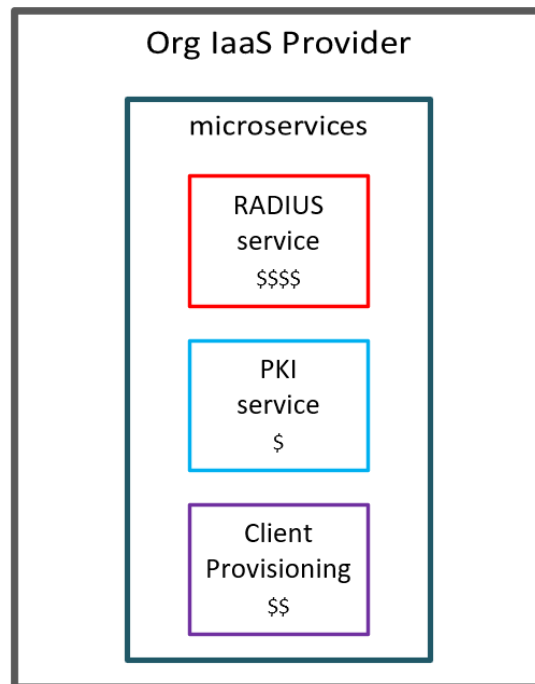 Org IaaS Provider
microservices
RADIUS
service
$$$$
PKI
service
$
Client
Provisioning
$$